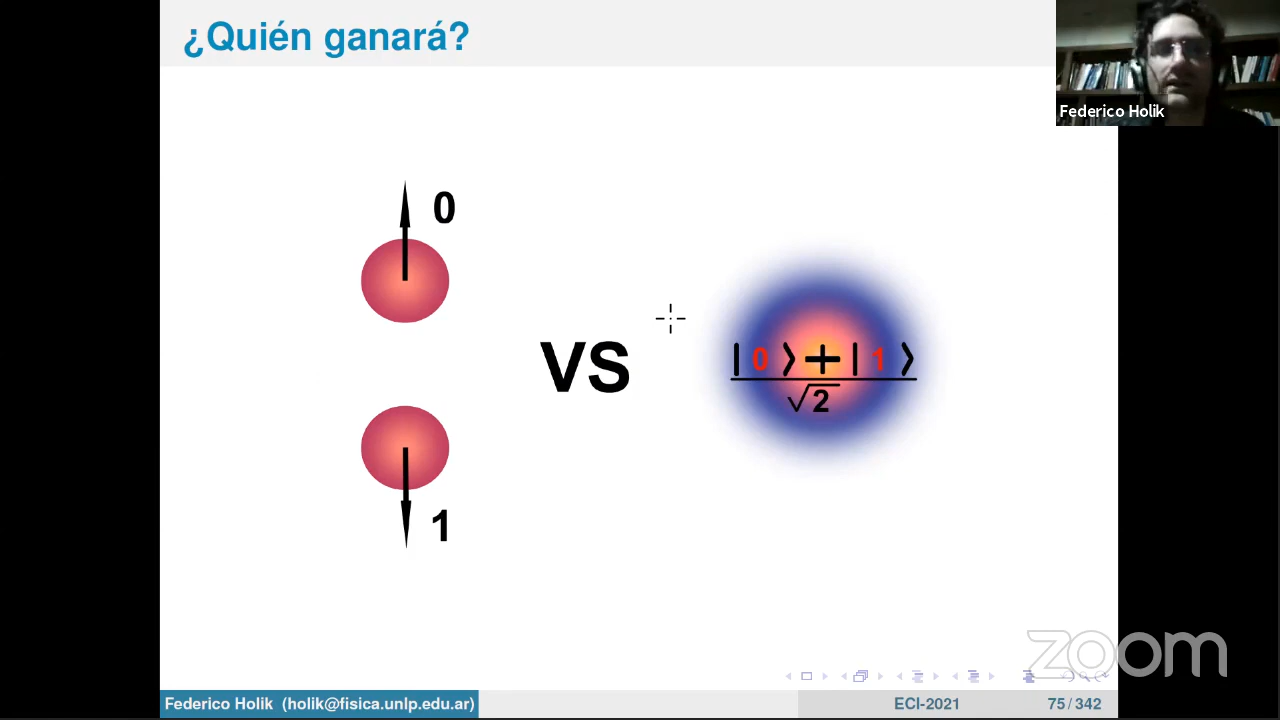 ¿Quién ganará?
Federico Holik
0
VS
|0⟩+|1⟩
√2
1
zoom
Federico Holik (holik@fisica.unlp.edu.ar)
ECI-2021
75/342